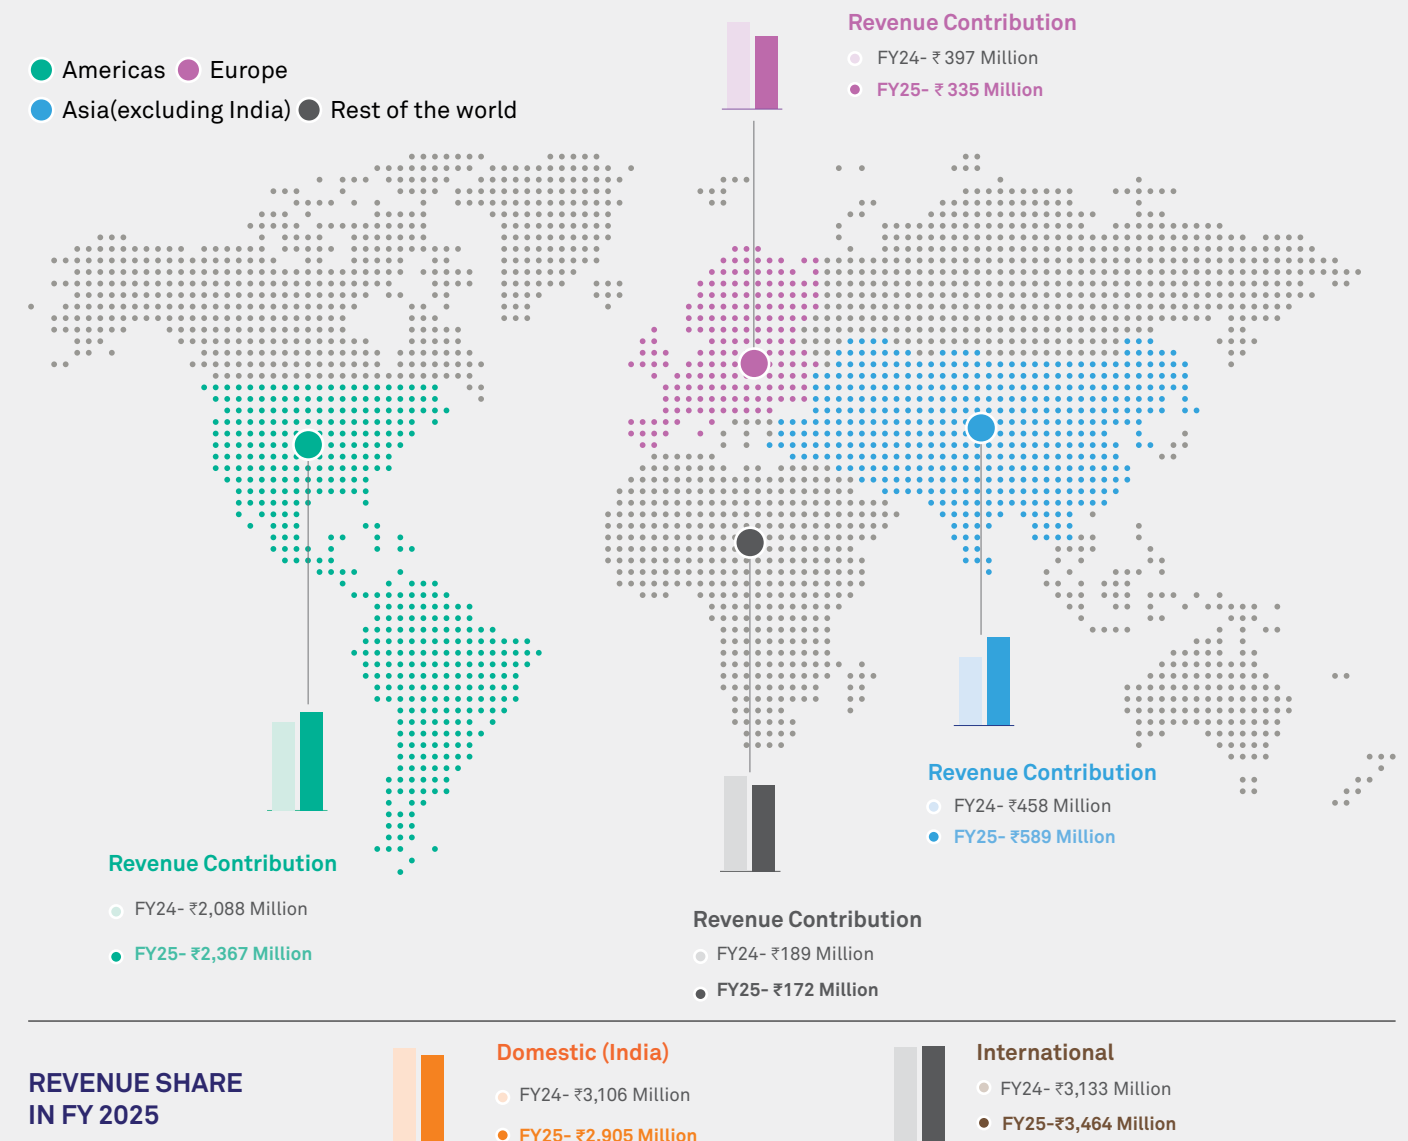 Revenue Contribution
FY24- ₹ 397 Million
FY25- ₹ 335 Million
Americas Europe
Asia(excluding India) Rest of the world
Revenue Contribution
FY24- ₹458 Million
FY25- ₹589 Million
Revenue Contribution
FY24- ₹2,088 Million
FY25- ₹2,367 Million
Revenue Contribution
FY24- ₹189 Million
FY25- ₹172 Million
REVENUE SHARE
IN FY 2025
Domestic (India)
FY24- ₹3,106 Million
FY25- ₹2,905 Million
International
FY24- ₹3,133 Million
FY25-₹3,464 Million